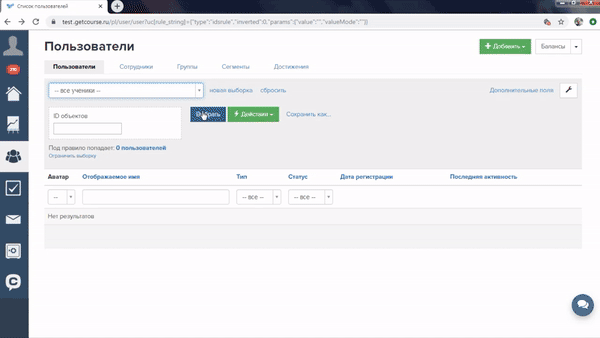 Список пользователей
test.getcourse.ru/pl/user/user?uc[rule_string]={"type":"idsrule","inverted":0,"params":{"value":"","valueMode":""}}
Пользователи
Добавить
Балансы
Пользователи
Сотрудники
Группы
Сегменты
Достижения
-- все ученики --
новая выборка
сбросить
Дополнительные поля
ID объектов
Действия
Сохранить как...
Под правило попадает: 0 пользователей
Ограничить выборку
Аватар
Отображаемое имя
Тип
Статус
Дата регистрации
Последняя активность
--
-- все --
-- все --
Нет результатов